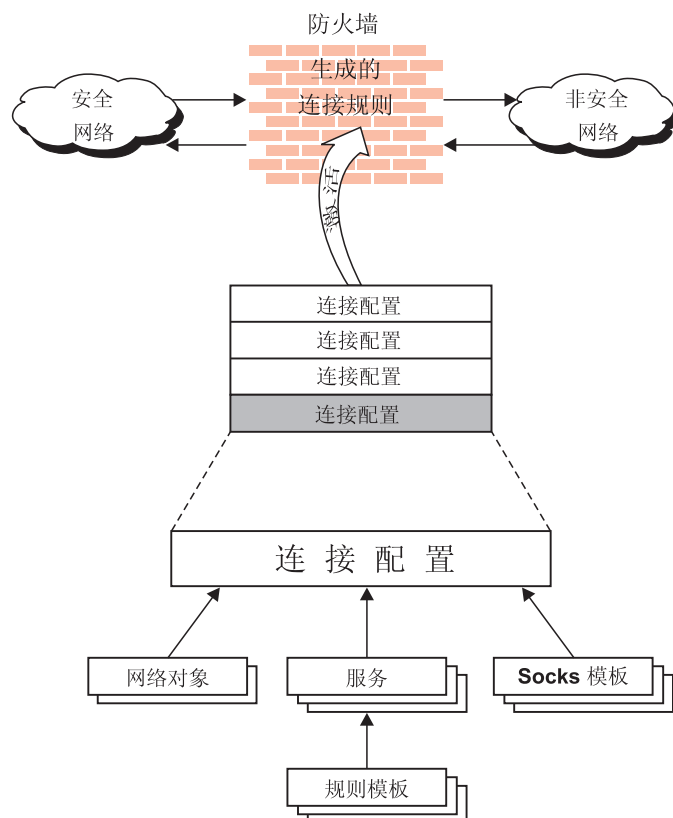 防火墙
生成的
连接规则
安全
网络
非安全
网络
激活
连接配置
连接配置
连接配置
连接配置
连接配置
网络对象
服务
Socks 模板
规则模板